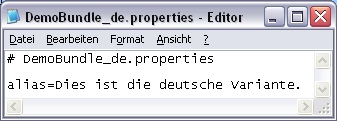 DemoBundle_de.properties - Editor
Datei Bearbeiten Format Ansicht ?
# DemoBundle_de.properties
alias=Dies ist die deutsche Variante.